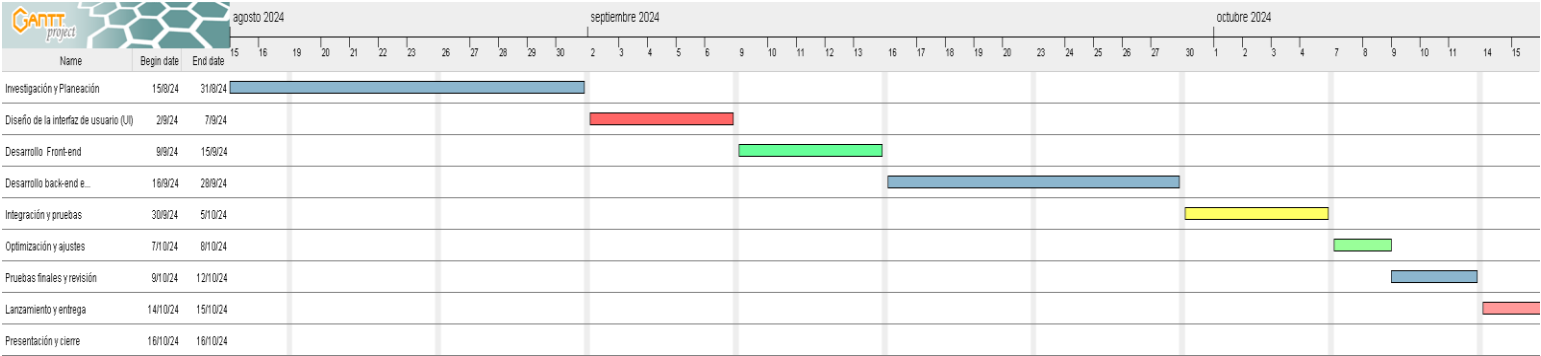 GANTT project
agosto 2024 septiembre 2024 octubre 2024
15 16 19 20 21 22 23 26 27 28 29 30 2 3 4 5 6 9 10 11 12 13 16 17 18 19 20 23 24 25 26 27 30 1 2 3 4 7 8 9 10 11 14 15
Name Begin date End date
Investigación y Planeación 15/8/24 31/8/24
Diseño de la interfaz de usuario (UI) 2/9/24 7/9/24
Desarrollo Front-end 9/9/24 15/9/24
Desarrollo back-end e... 16/9/24 28/9/24
Integración y pruebas 30/9/24 5/10/24
Optimización y ajustes 7/10/24 8/10/24
Pruebas finales y revisión 9/10/24 12/10/24
Lanzamiento y entrega 14/10/24 15/10/24
Presentación y cierre 16/10/24 16/10/24